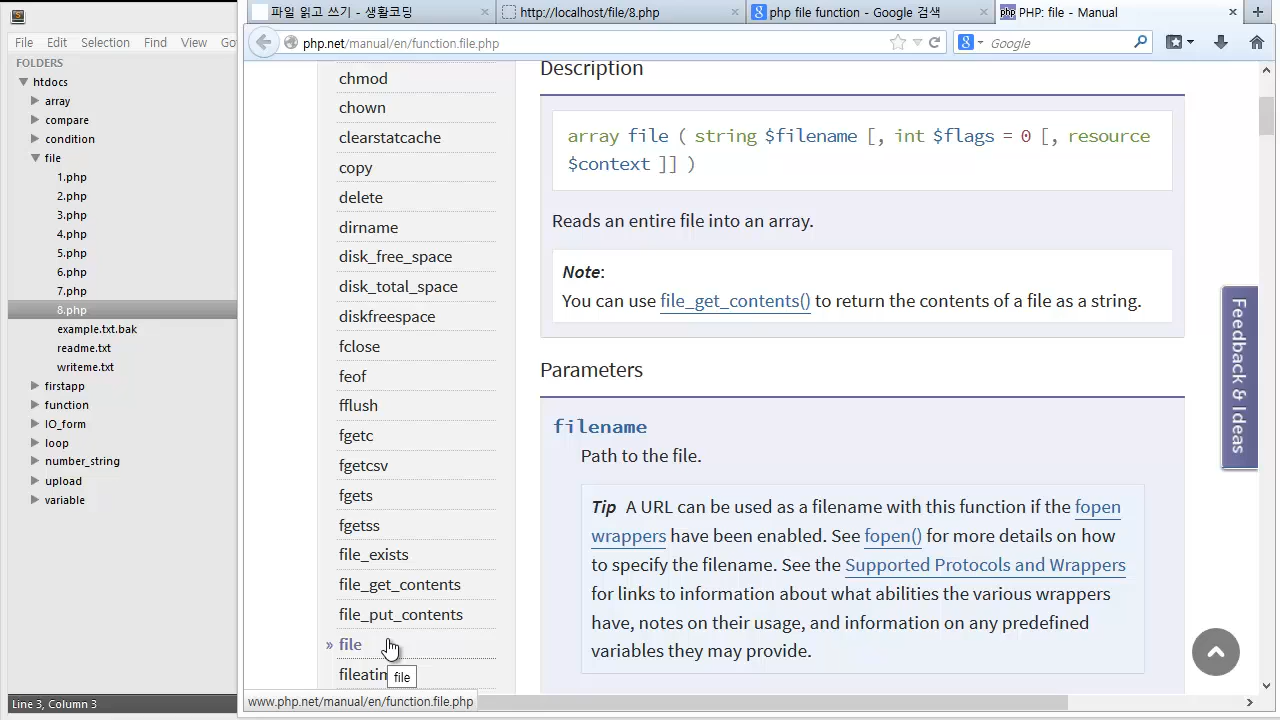 File Edit Selection Find View Go
FOLDERS
htdocs
array
compare
condition
file
1.php
2.php
3.php
4.php
5.php
6.php
7.php
8.php
example.txt.bak
readme.txt
writeme.txt
firstapp
function
IO_form
loop
number_string
upload
variable
Line 3, Column 3
파일 읽고 쓰기 - 생활코딩
http://localhost/file/8.php
php file function - Google 검색
PHP: file - Manual
php.net/manual/en/function.file.php
Google
chmod
chown
clearstatcache
copy
delete
dirname
disk_free_space
disk_total_space
diskfreespace
fclose
feof
fflush
fgetc
fgetcsv
fgets
fgetss
file_exists
file_get_contents
file_put_contents
» file
fileatim
file
www.php.net/manual/en/function.file.php
Description
array file ( string $filename [, int $flags = 0 [, resource
$context ]] )
Reads an entire file into an array.
Note:
You can use file_get_contents() to return the contents of a file as a string.
Parameters
filename
Path to the file.
Tip A URL can be used as a filename with this function if the fopen
wrappers have been enabled. See fopen() for more details on how
to specify the filename. See the Supported Protocols and Wrappers
for links to information about what abilities the various wrappers
have, notes on their usage, and information on any predefined
variables they may provide.
Feedback & Ideas